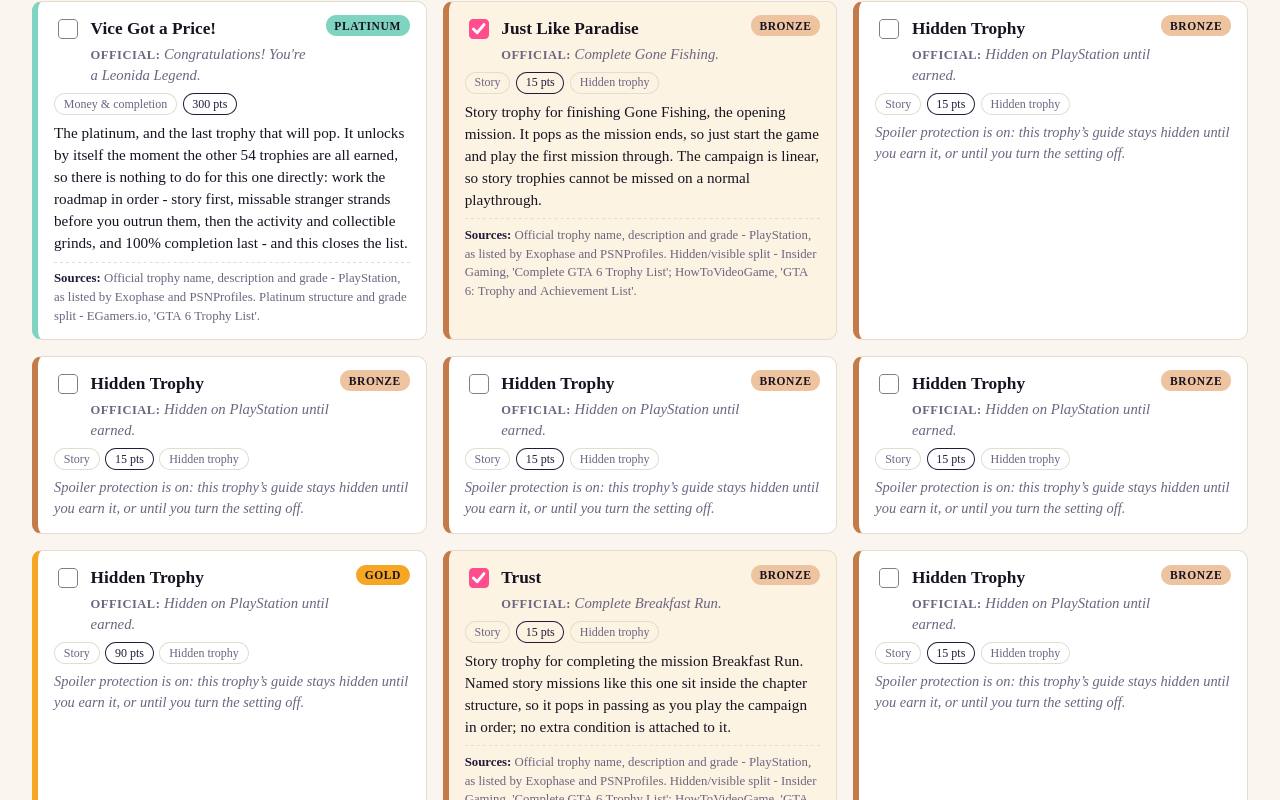 Vice Got a Price!
PLATINUM
OFFICIAL: Congratulations! You're
a Leonida Legend.
Money & completion
300 pts
The platinum, and the last trophy that will pop. It unlocks
by itself the moment the other 54 trophies are all earned,
so there is nothing to do for this one directly: work the
roadmap in order - story first, missable stranger strands
before you outrun them, then the activity and collectible
grinds, and 100% completion last - and this closes the list.
Sources: Official trophy name, description and grade - PlayStation,
as listed by Exophase and PSNProfiles. Platinum structure and grade
split - EGamers.io, 'GTA 6 Trophy List'.
Just Like Paradise
BRONZE
OFFICIAL: Complete Gone Fishing.
Story
15 pts
Hidden trophy
Story trophy for finishing Gone Fishing, the opening
mission. It pops as the mission ends, so just start the game
and play the first mission through. The campaign is linear,
so story trophies cannot be missed on a normal
playthrough.
Sources: Official trophy name, description and grade - PlayStation,
as listed by Exophase and PSNProfiles. Hidden/visible split - Insider
Gaming, 'Complete GTA 6 Trophy List'; HowToVideoGame, 'GTA
6: Trophy and Achievement List'.
Hidden Trophy
BRONZE
OFFICIAL: Hidden on PlayStation until
earned.
Story
15 pts
Hidden trophy
Spoiler protection is on: this trophy’s guide stays hidden until
you earn it, or until you turn the setting off.
Hidden Trophy
BRONZE
OFFICIAL: Hidden on PlayStation until
earned.
Story
15 pts
Hidden trophy
Spoiler protection is on: this trophy’s guide stays hidden until
you earn it, or until you turn the setting off.
Hidden Trophy
BRONZE
OFFICIAL: Hidden on PlayStation until
earned.
Story
15 pts
Hidden trophy
Spoiler protection is on: this trophy’s guide stays hidden until
you earn it, or until you turn the setting off.
Hidden Trophy
BRONZE
OFFICIAL: Hidden on PlayStation until
earned.
Story
15 pts
Hidden trophy
Spoiler protection is on: this trophy’s guide stays hidden until
you earn it, or until you turn the setting off.
Hidden Trophy
GOLD
OFFICIAL: Hidden on PlayStation until
earned.
Story
90 pts
Hidden trophy
Spoiler protection is on: this trophy’s guide stays hidden until
you earn it, or until you turn the setting off.
Trust
BRONZE
OFFICIAL: Complete Breakfast Run.
Story
15 pts
Hidden trophy
Story trophy for completing the mission Breakfast Run.
Named story missions like this one sit inside the chapter
structure, so it pops in passing as you play the campaign
in order; no extra condition is attached to it.
Sources: Official trophy name, description and grade - PlayStation,
as listed by Exophase and PSNProfiles. Hidden/visible split - Insider
Gaming, 'Complete GTA 6 Trophy List'; HowToVideoGame, 'GTA
Hidden Trophy
BRONZE
OFFICIAL: Hidden on PlayStation until
earned.
Story
15 pts
Hidden trophy
Spoiler protection is on: this trophy’s guide stays hidden until
you earn it, or until you turn the setting off.